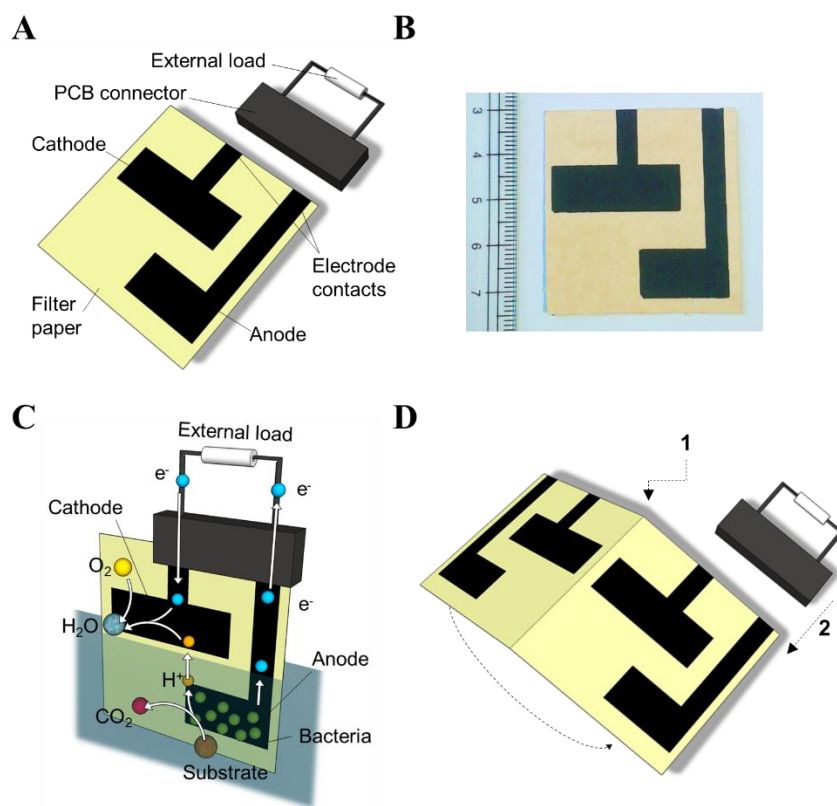 A
External load
PCB connector
Cathode
Electrode
contacts
Filter
paper
Anode
B
3
4
5
6
7
C
External load
e-
e-
Cathode
O2
e-
H2O
Anode
H+
CO2
Bacteria
Substrate
D
1
2